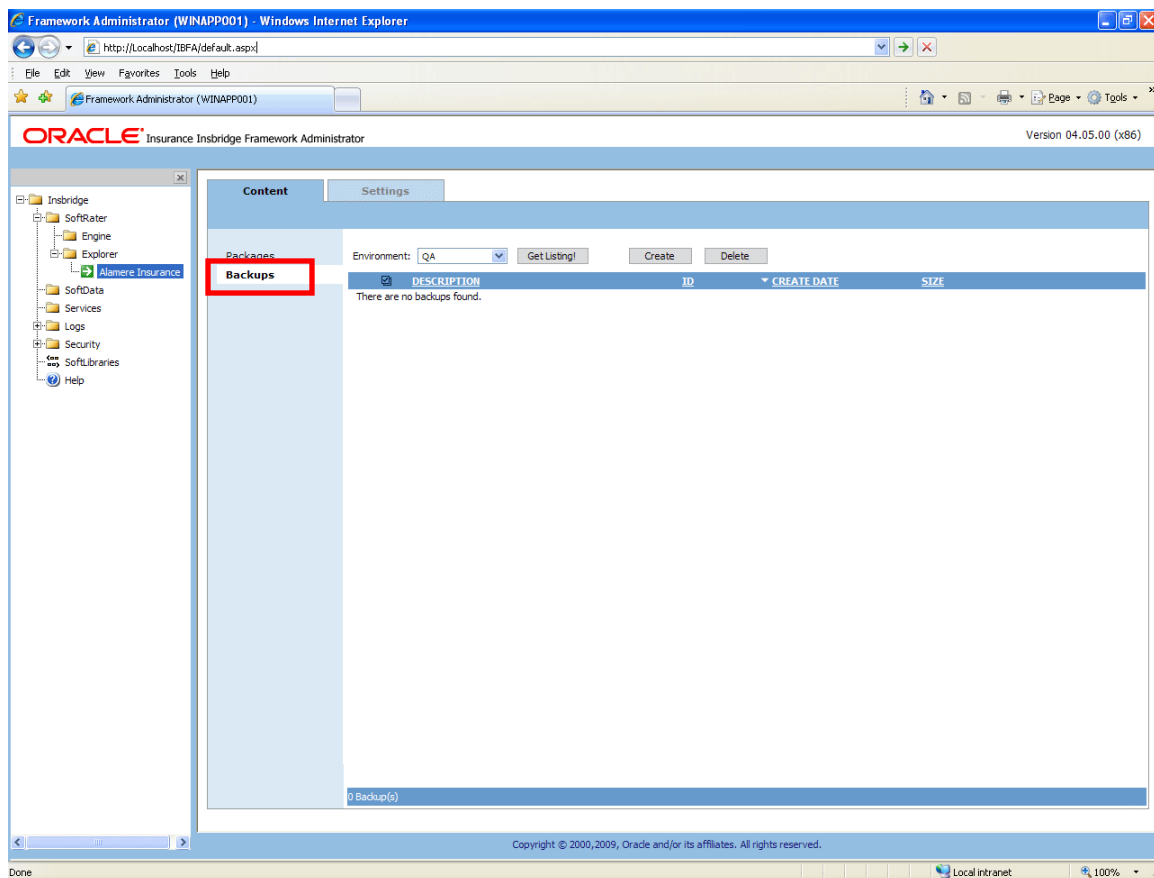 Framework Administrator (WINAPP001) - Windows Internet Explorer
http://Localhost/IBFA/default.aspx
File Edit View Favorites Tools Help
Framework Administrator (WINAPP001) Page Tools
ORACLE Insurance Insbridge Framework Administrator Version 04.05.00 (x86)
Content Settings
Insbridge
SoftRater
Engine
Explorer
Alamere Insurance
SoftData
Services
Logs
Security
SoftLibraries
Help
Packages
Backups
Environment: QA Get Listing! Create Delete
DESCRIPTION ID CREATE DATE SIZE
There are no backups found.
0 Backup(s)
Copyright © 2000,2009, Oracle and/or its affiliates. All rights reserved.
Done Local intranet 100%